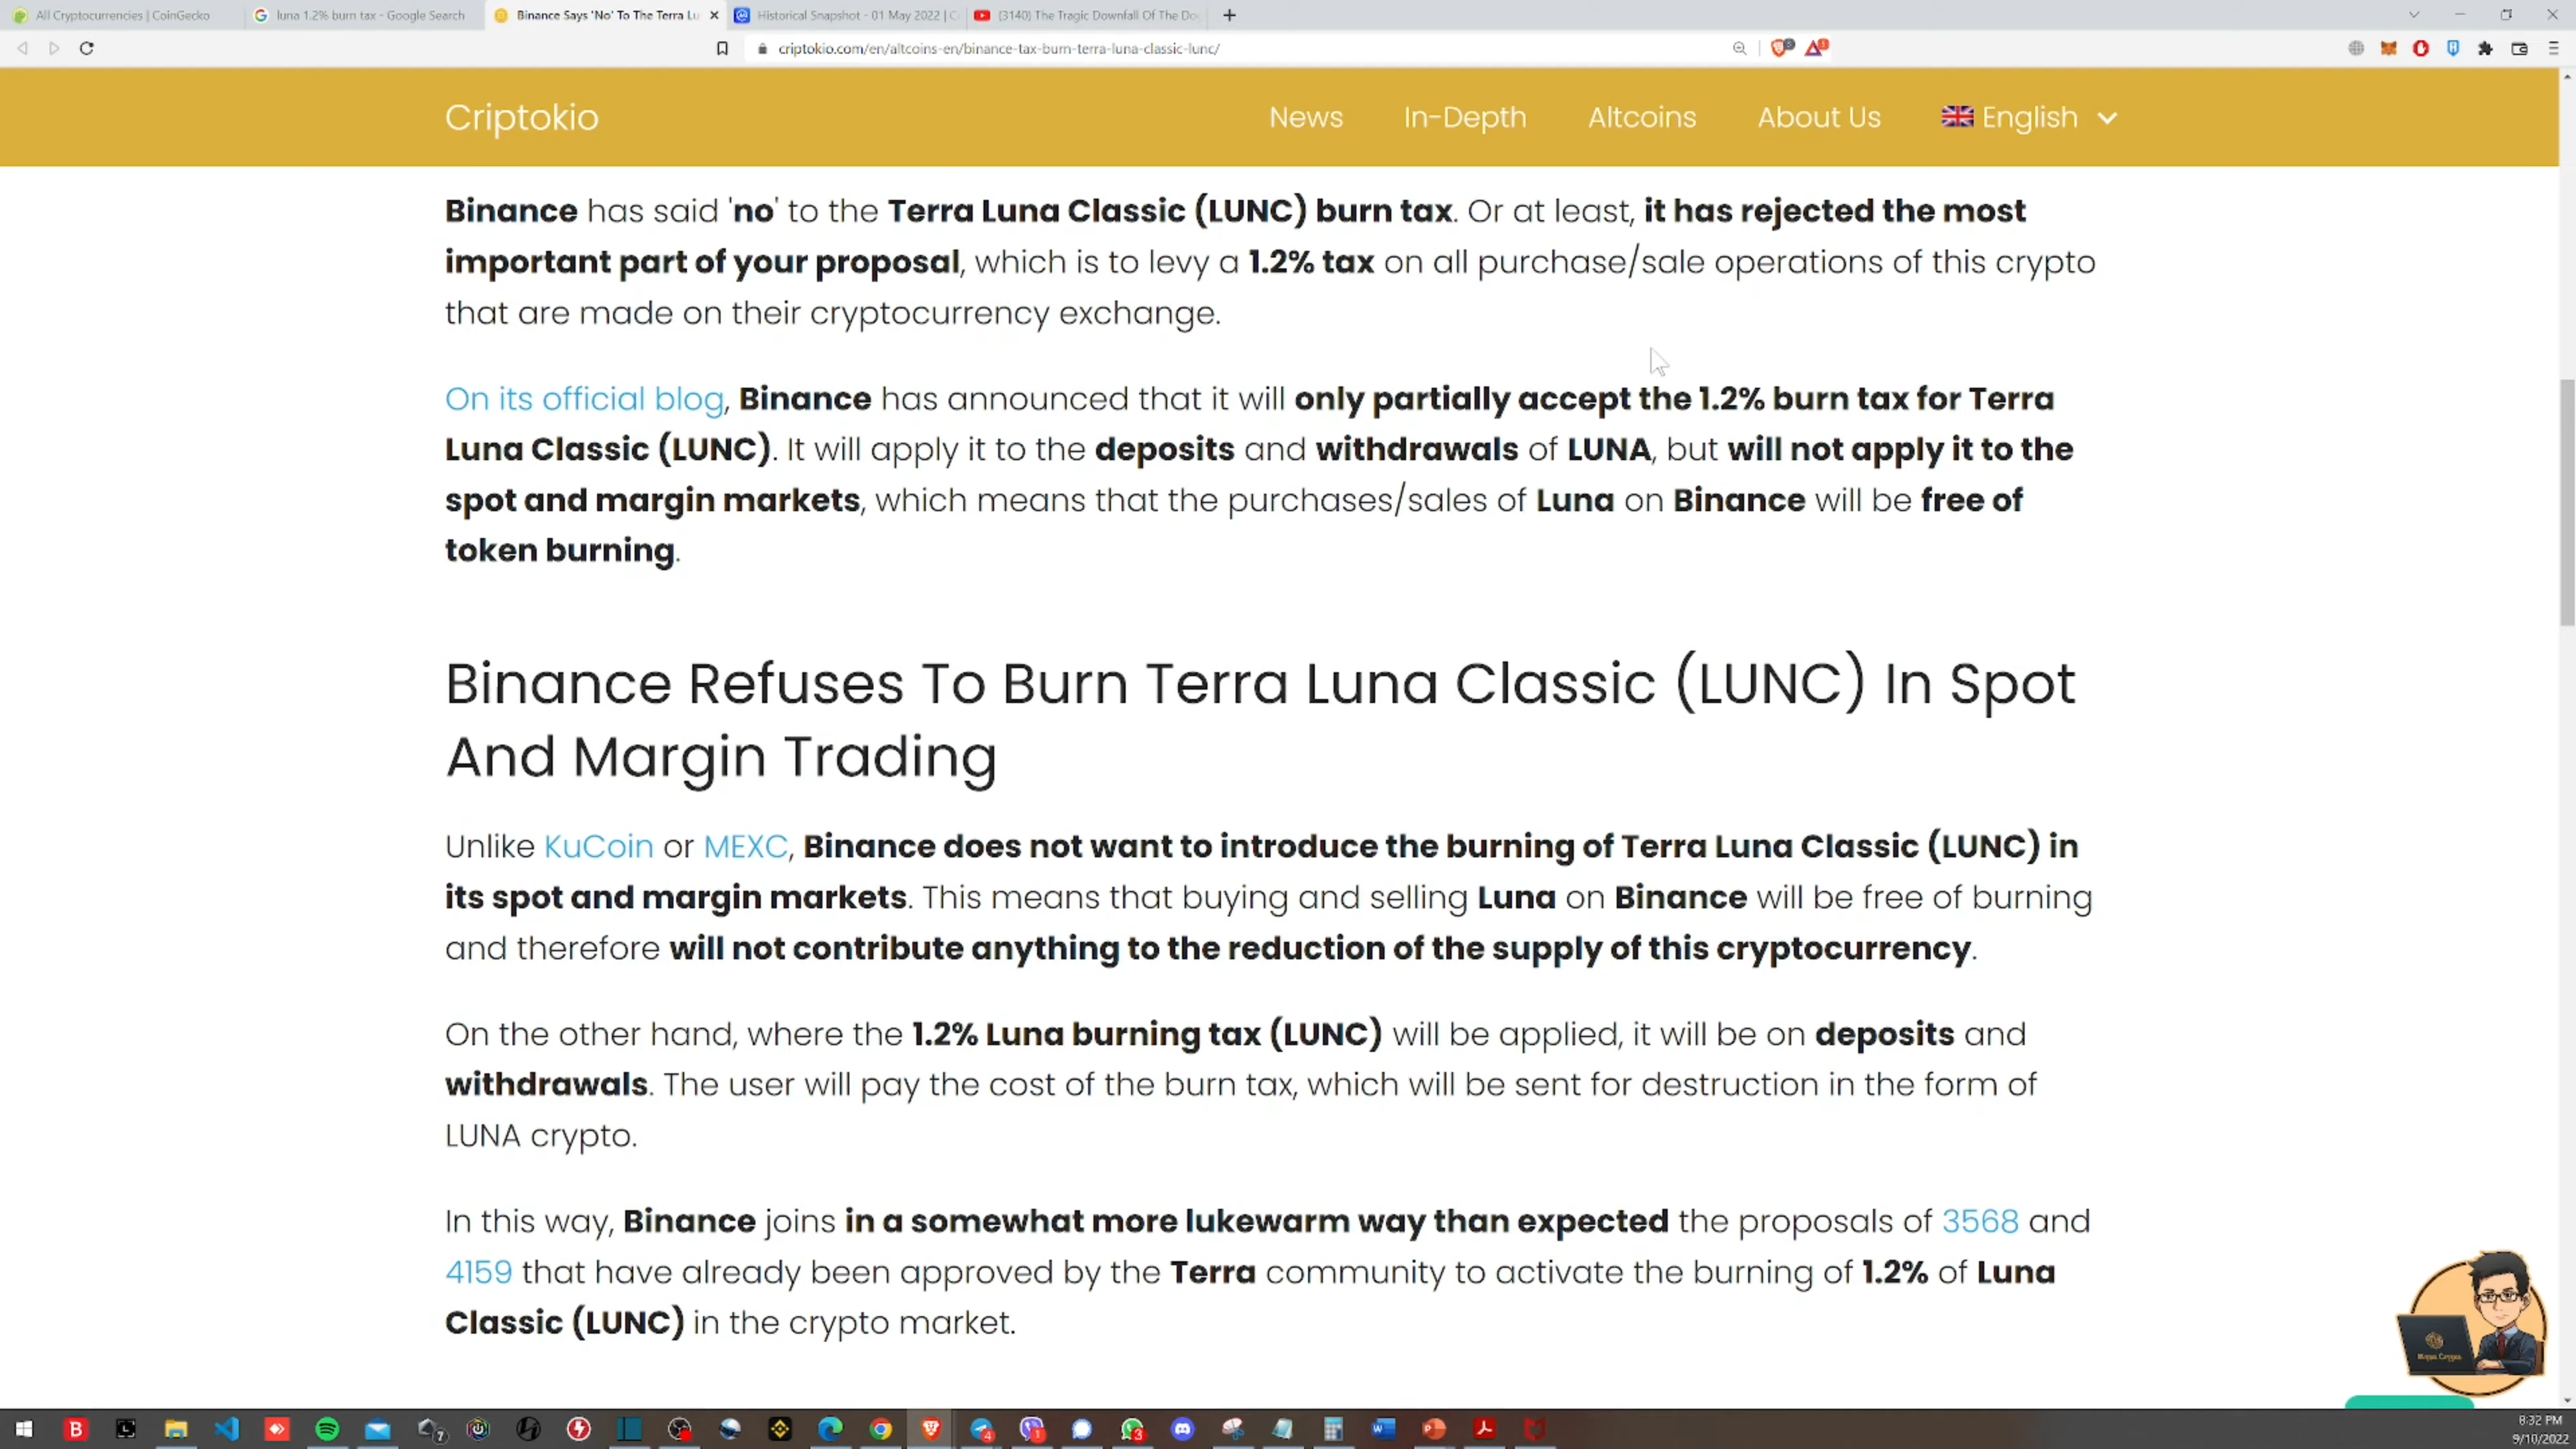 All Cryptocurrencies | CoinGecko
luna 1.2% burn tax - Google Search
Binance Says 'No' To The Terra Lu
Historical Snapshot - 01 May 2022 | C
(3140) The Tragic Downfall Of The Do
criptokio.com/en/altcoins-en/binance-tax-burn-terra-luna-classic-lunc/
Criptokio
News
In-Depth
Altcoins
About Us
English
Binance has said 'no' to the Terra Luna Classic (LUNC) burn tax. Or at least, it has rejected the most
important part of your proposal, which is to levy a 1.2% tax on all purchase/sale operations of this crypto
that are made on their cryptocurrency exchange.
On its official blog, Binance has announced that it will only partially accept the 1.2% burn tax for Terra
Luna Classic (LUNC). It will apply it to the deposits and withdrawals of LUNA, but will not apply it to the
spot and margin markets, which means that the purchases/sales of Luna on Binance will be free of
token burning.
Binance Refuses To Burn Terra Luna Classic (LUNC) In Spot
And Margin Trading
Unlike KuCoin or MEXC, Binance does not want to introduce the burning of Terra Luna Classic (LUNC) in
its spot and margin markets. This means that buying and selling Luna on Binance will be free of burning
and therefore will not contribute anything to the reduction of the supply of this cryptocurrency.
On the other hand, where the 1.2% Luna burning tax (LUNC) will be applied, it will be on deposits and
withdrawals. The user will pay the cost of the burn tax, which will be sent for destruction in the form of
LUNA crypto.
In this way, Binance joins in a somewhat more lukewarm way than expected the proposals of 3568 and
4159 that have already been approved by the Terra community to activate the burning of 1.2% of Luna
Classic (LUNC) in the crypto market.
8:32 PM
9/10/2022